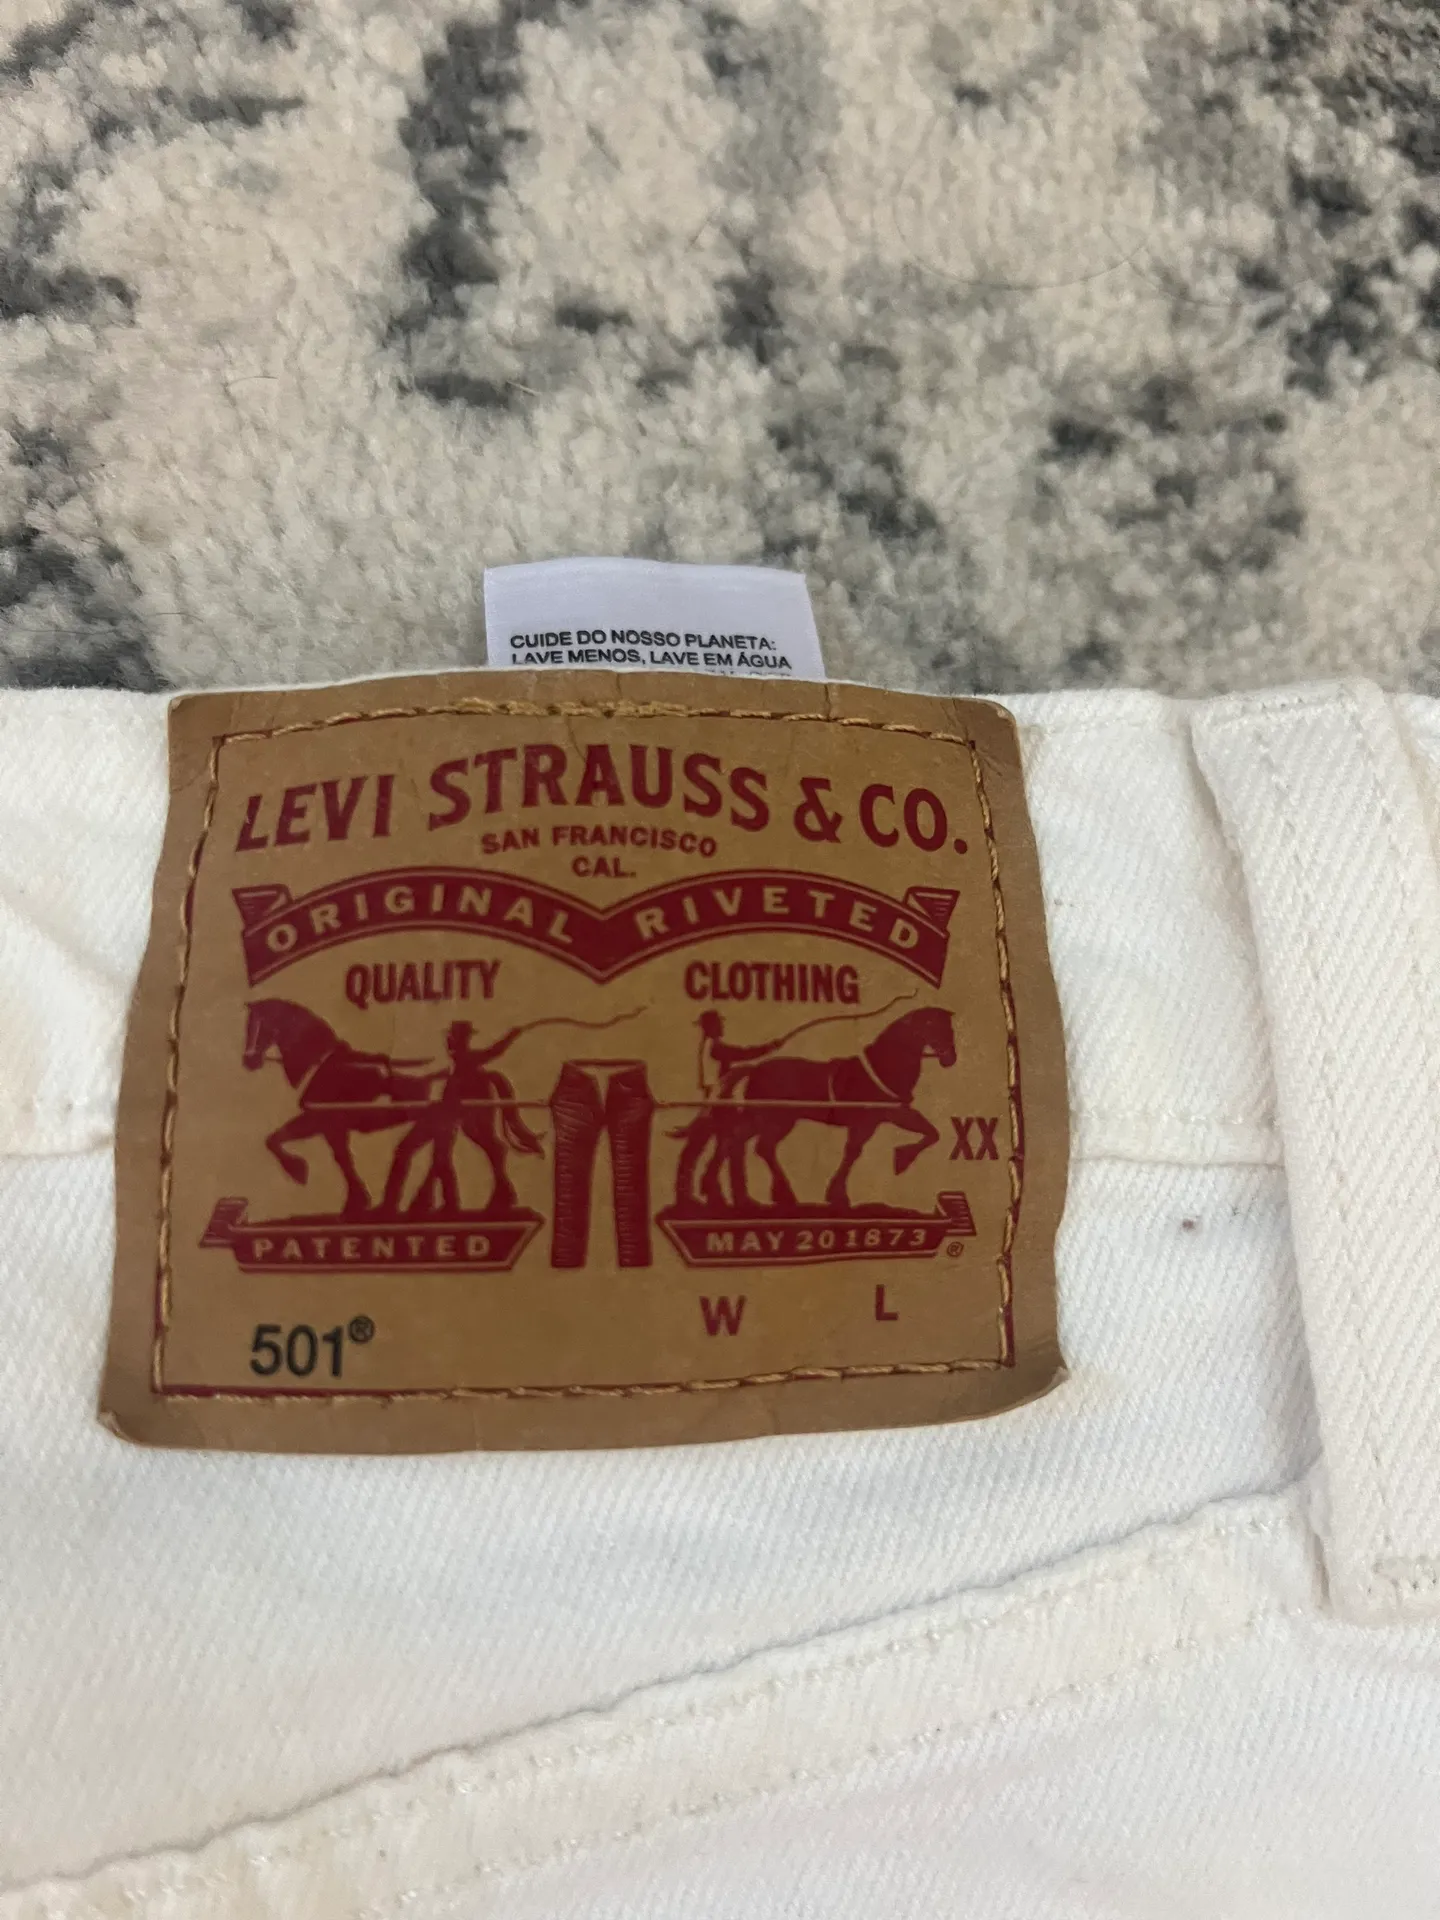 CUIDE DO NOSSO PLANETA:
LAVE MENOS, LAVE EM ÁGUA
LEVI STRAUSS & CO.
SAN FRANCISCO
CAL.
ORIGINAL RIVETED
QUALITY CLOTHING
XX
PATENTED MAY 20 1873 ®
W L
501®